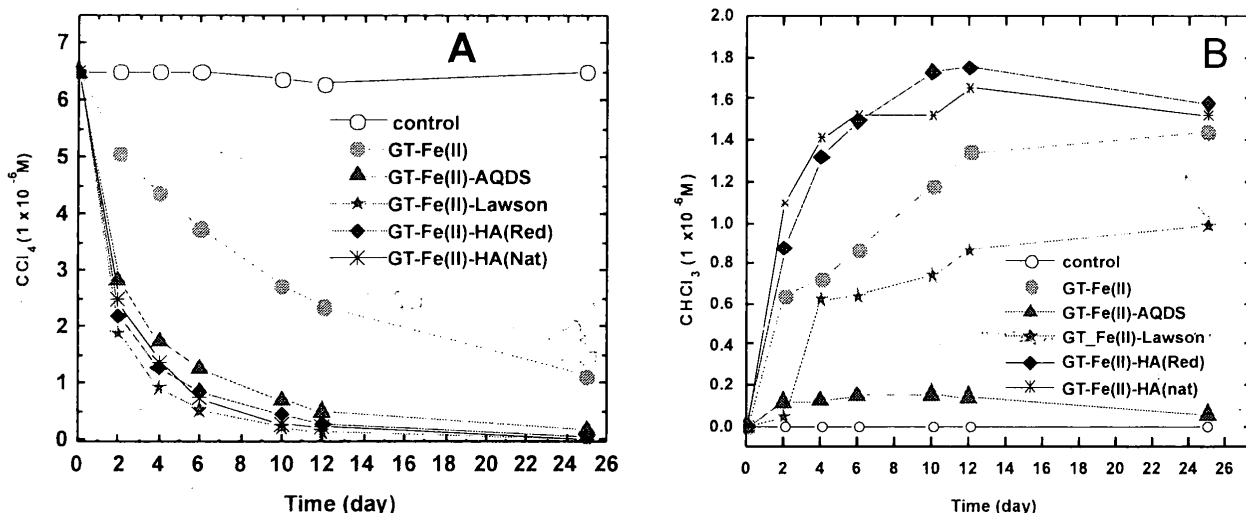 A
7
6
5
4
3
2
1
0
CCl₄ (1 x 10⁻⁶M)
control
GT-Fe(II)
GT-Fe(II)-AQDS
GT-Fe(II)-Lawson
GT-Fe(II)-HA(Red)
GT-Fe(II)-HA(Nat)
0 2 4 6 8 10 12 14 16 18 20 22 24 26
Time (day)
B
2.0
1.8
1.6
1.4
1.2
1.0
0.8
0.6
0.4
0.2
0.0
CHCl₃ (1 x10⁻⁶M)
control
GT-Fe(II)
GT-Fe(II)-AQDS
GT_Fe(II)-Lawson
GT-Fe(II)-HA(Red)
GT-Fe(II)-HA(nat)
0 2 4 6 8 10 12 14 16 18 20 22 24 26
Time (day)